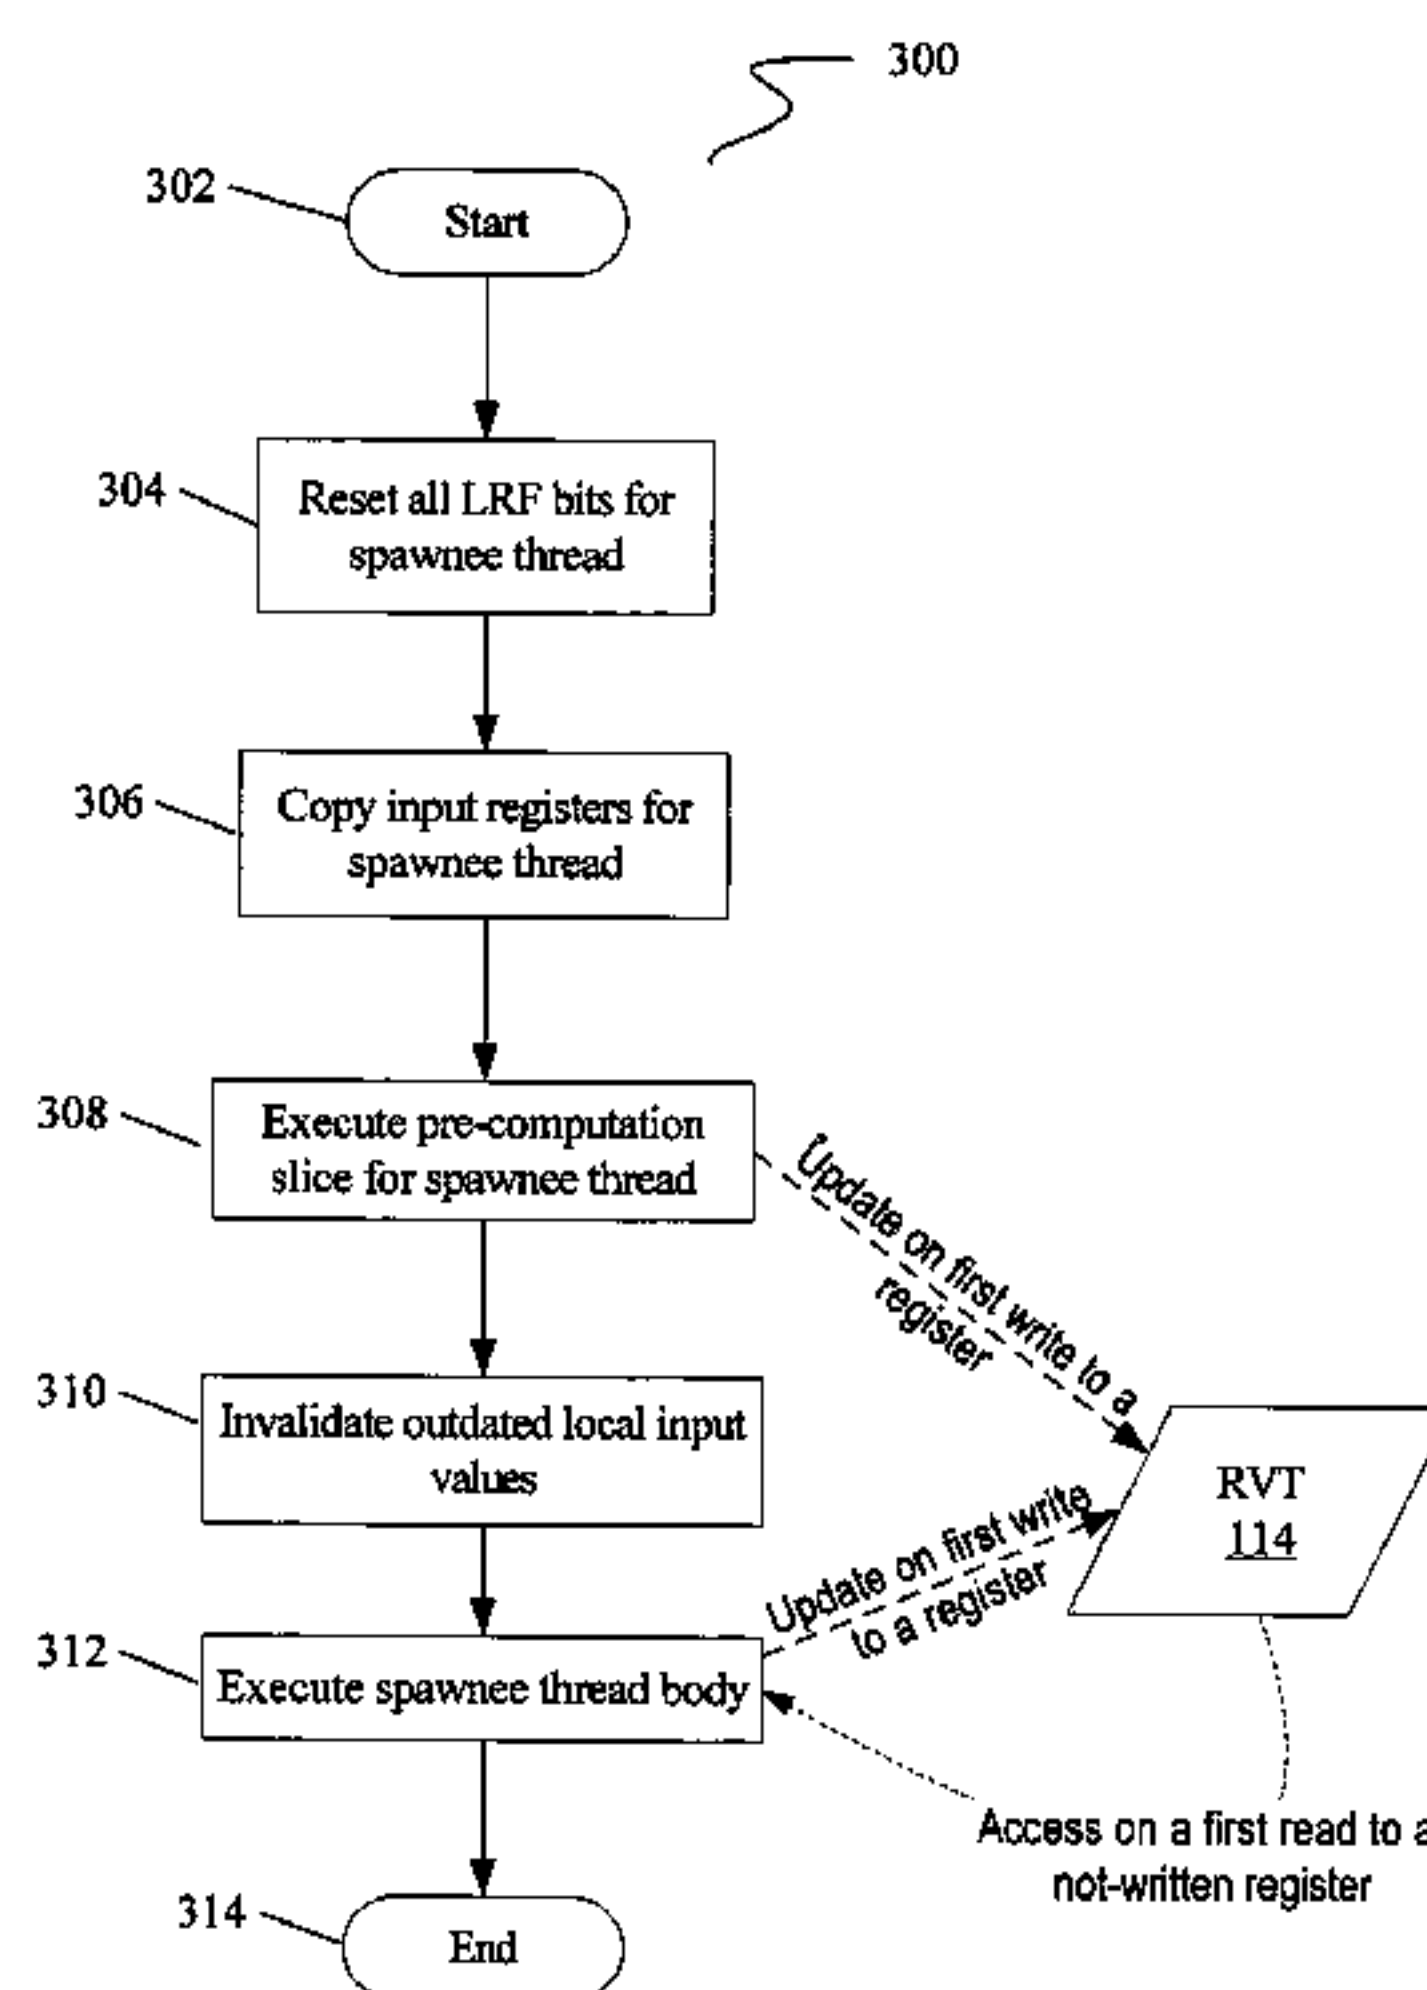 300
302
Start
304
Reset all LRF bits for
spawnee thread
306
Copy input registers for
spawnee thread
308
Execute pre-computation
slice for spawnee thread
Update on first write to a
register
310
Invalidate outdated local input
values
RVT
114
Update on first write
to a register
312
Execute spawnee thread body
Access on a first read to a
not-written register
314
End